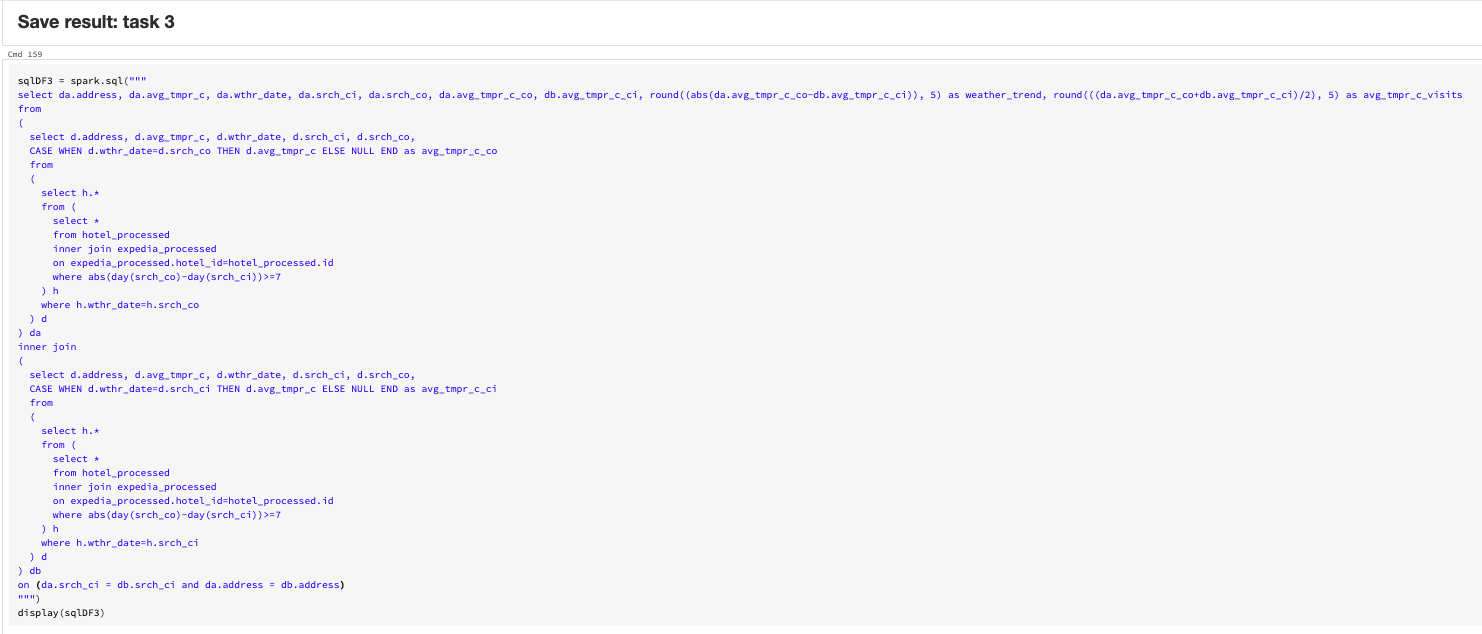 Save result: task 3
Cmd 159
sqlDF3 = spark.sql("""
select da.address, da.avg_tmpr_c, da.wthr_date, da.srch_ci, da.srch_co, da.avg_tmpr_c_co, db.avg_tmpr_c_ci, round((abs(da.avg_tmpr_c_co-db.avg_tmpr_c_ci)), 5) as weather_trend, round(((da.avg_tmpr_c_co+db.avg_tmpr_c_ci)/2), 5) as avg_tmpr_c_visits
from
(
  select d.address, d.avg_tmpr_c, d.wthr_date, d.srch_ci, d.srch_co,
  CASE WHEN d.wthr_date=d.srch_co THEN d.avg_tmpr_c ELSE NULL END as avg_tmpr_c_co
  from
  (
    select h.*
    from (
      select *
      from hotel_processed
      inner join expedia_processed
      on expedia_processed.hotel_id=hotel_processed.id
      where abs(day(srch_co)-day(srch_ci))>=7
    ) h
    where h.wthr_date=h.srch_co
  ) d
) da
inner join
(
  select d.address, d.avg_tmpr_c, d.wthr_date, d.srch_ci, d.srch_co,
  CASE WHEN d.wthr_date=d.srch_ci THEN d.avg_tmpr_c ELSE NULL END as avg_tmpr_c_ci
  from
  (
    select h.*
    from (
      select *
      from hotel_processed
      inner join expedia_processed
      on expedia_processed.hotel_id=hotel_processed.id
      where abs(day(srch_co)-day(srch_ci))>=7
    ) h
    where h.wthr_date=h.srch_ci
  ) d
) db
on (da.srch_ci = db.srch_ci and da.address = db.address)
""")
display(sqlDF3)